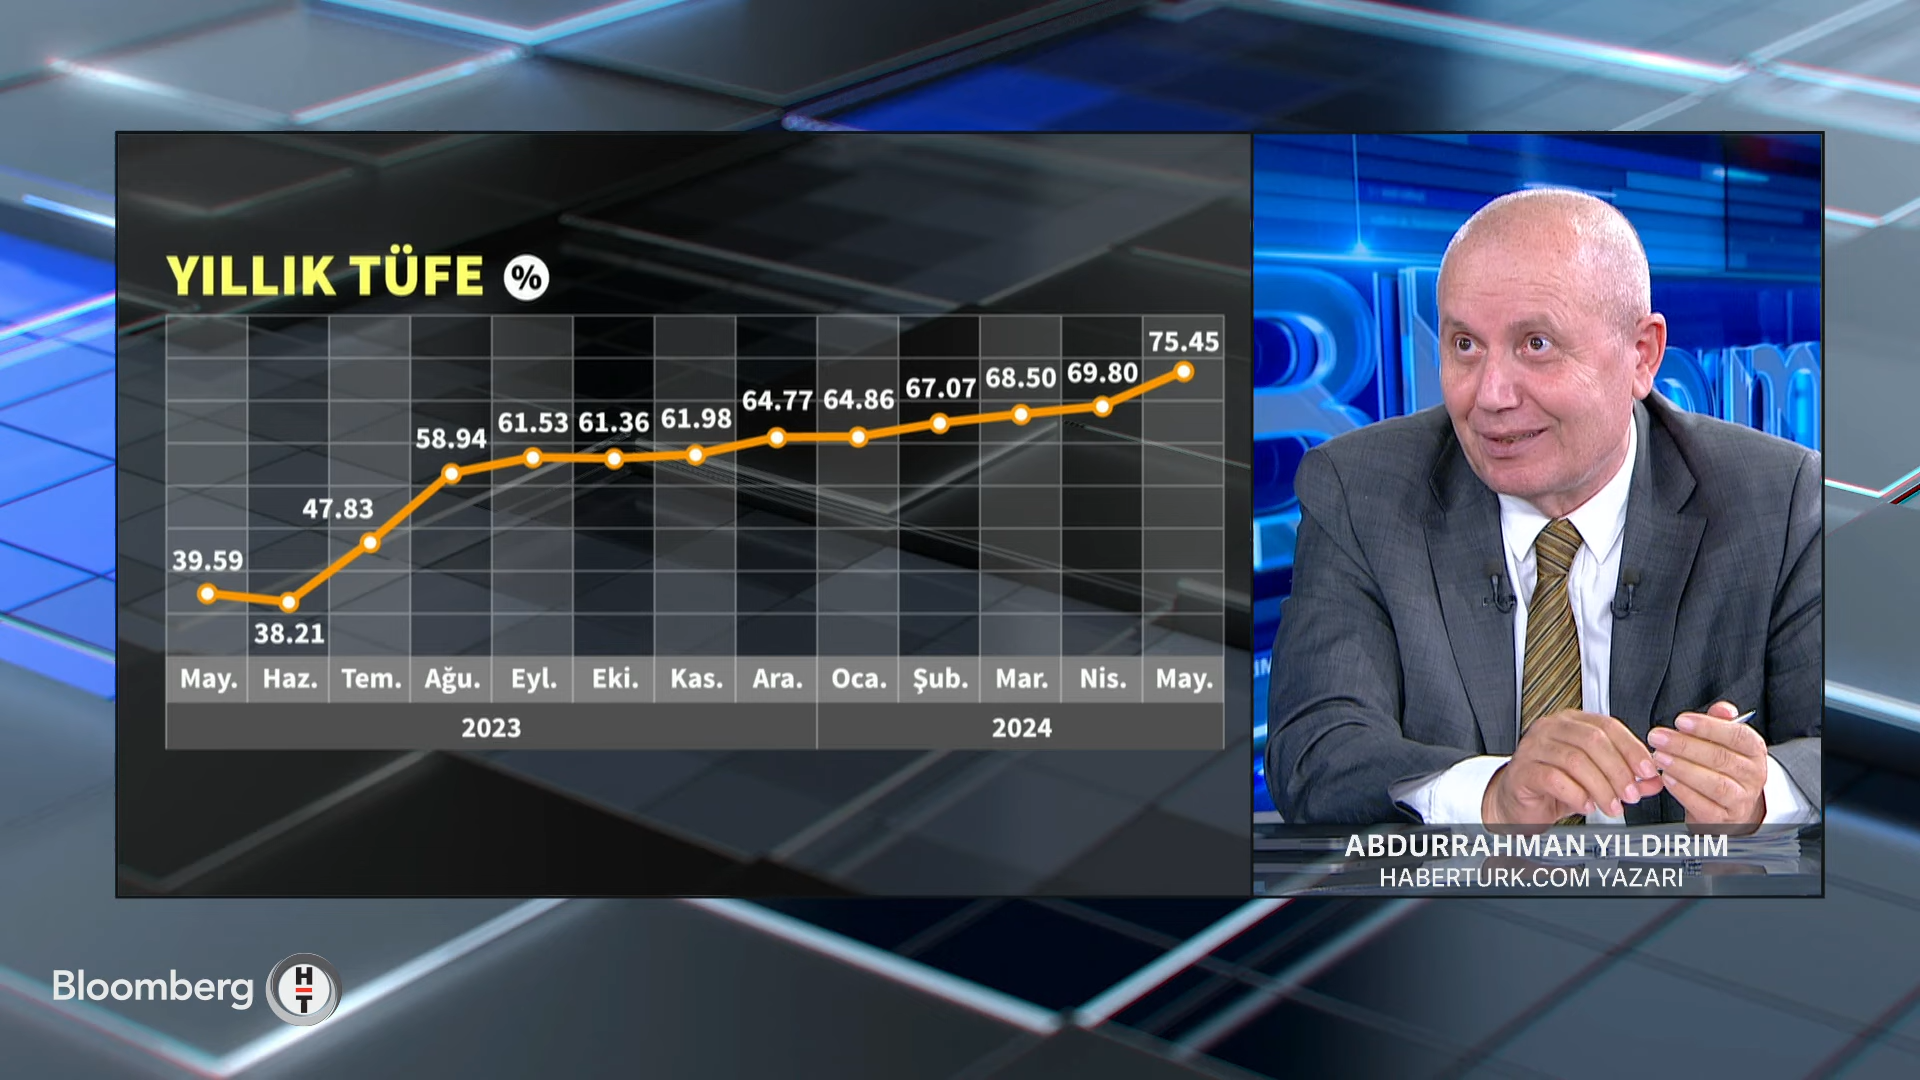 YILLIK TÜFE %
39.59
38.21
47.83
58.94
61.53
61.36
61.98
64.77
64.86
67.07
68.50
69.80
75.45
May. Haz. Tem. Ağu. Eyl. Eki. Kas. Ara. Oca. Şub. Mar. Nis. May.
2023 2024
ABDURRAHMAN YILDIRIM
HABERTURK.COM YAZARI
Bloomberg HT